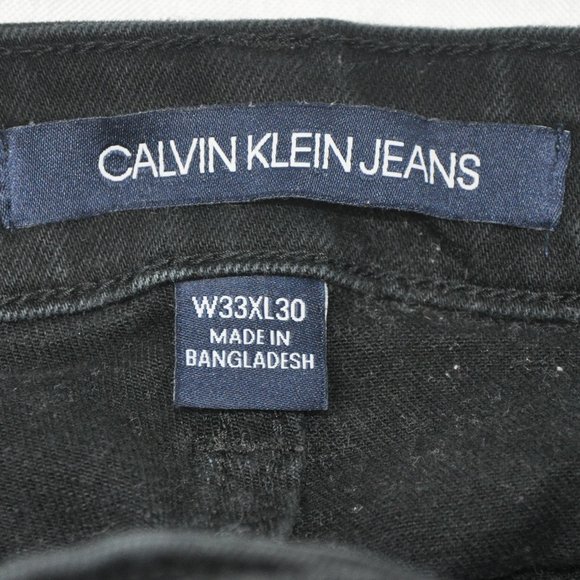 CALVIN KLEIN JEANS
W33XL30
MADE IN
BANGLADESH